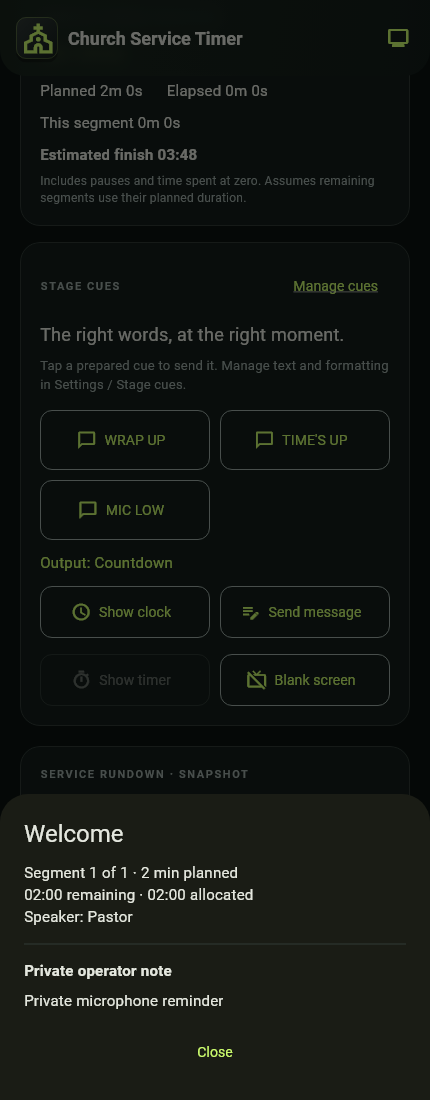 Church Service Timer
Planned 2m 0s Elapsed 0m 0s
This segment 0m 0s
Estimated finish 03:48
Includes pauses and time spent at zero. Assumes remaining
segments use their planned duration.
STAGE CUES Manage cues
The right words, at the right moment.
Tap a prepared cue to send it. Manage text and formatting
in Settings / Stage cues.
WRAP UP TIME'S UP
MIC LOW
Output: Countdown
Show clock Send message
Show timer Blank screen
SERVICE RUNDOWN · SNAPSHOT
Welcome
Segment 1 of 1 · 2 min planned
02:00 remaining · 02:00 allocated
Speaker: Pastor
Private operator note
Private microphone reminder
Close